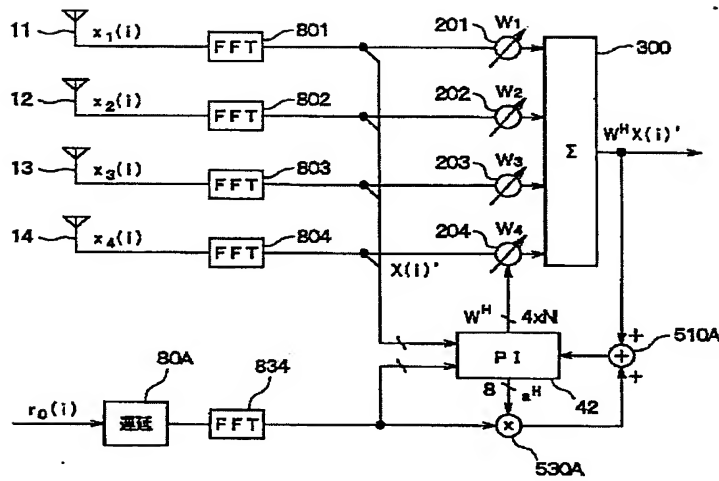 11 x₁(i) FFT 801 201 W₁ 300
12 x₂(i) FFT 802 202 W₂
Wᴴ X(i)'
13 x₃(i) FFT 803 203 W₃ Σ
14 x₄(i) FFT 804 204 W₄
X(i)'
Wᴴ 4xN
+
PI + 510A
80A 834 +
8 aᴴ 42
r₀(i) 遅延 FFT ×
530A